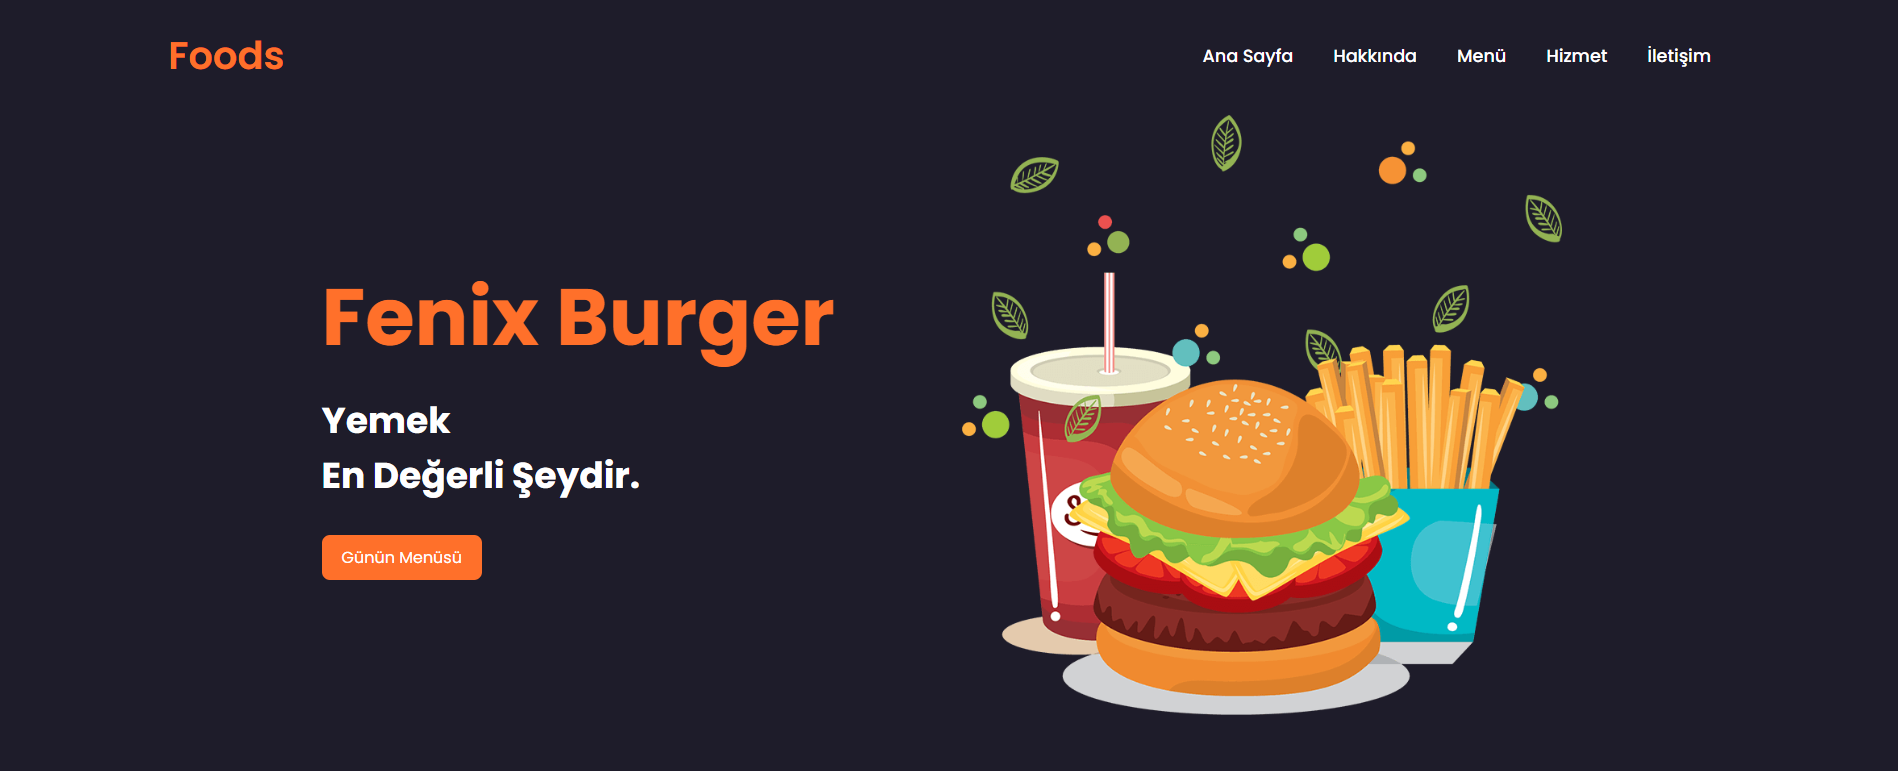 Foods
Ana Sayfa Hakkında Menü Hizmet İletişim
Fenix Burger
Yemek
En Değerli Şeydir.
Günün Menüsü